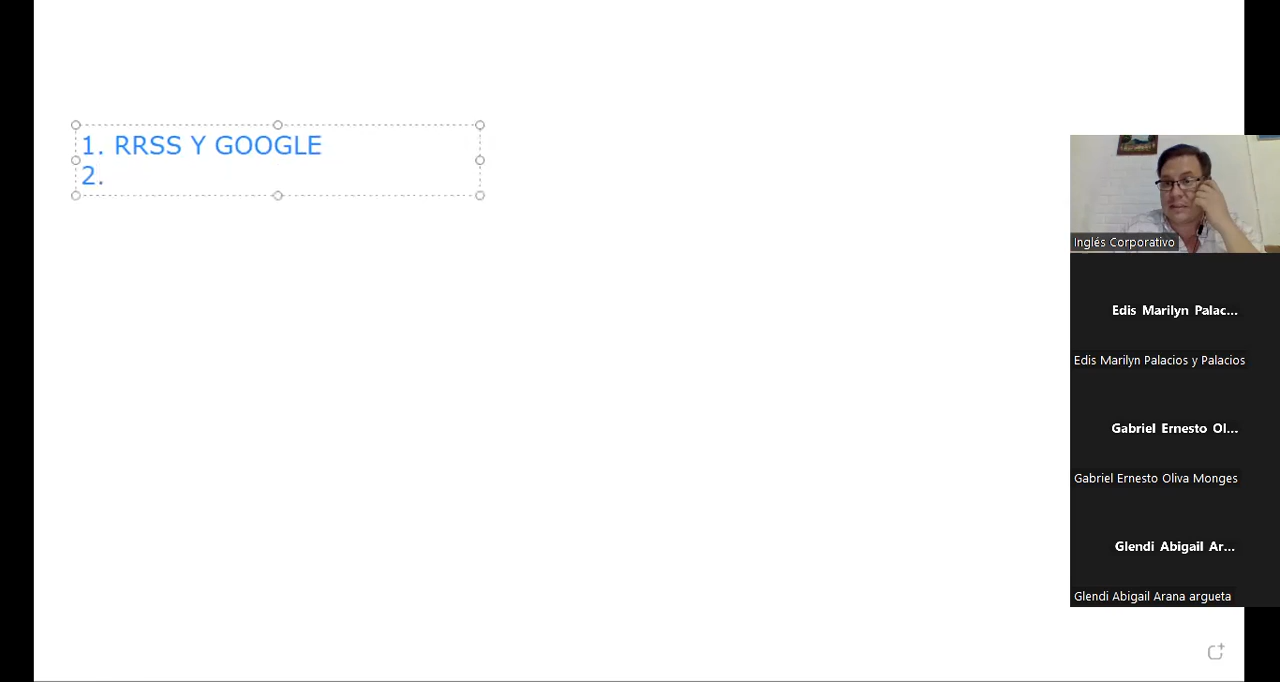 1. RRSS Y GOOGLE
2.
Inglés Corporativo
Edis Marilyn Palac...
Edis Marilyn Palacios y Palacios
Gabriel Ernesto Ol...
Gabriel Ernesto Oliva Monges
Glendi Abigail Ar...
Glendi Abigail Arana argueta